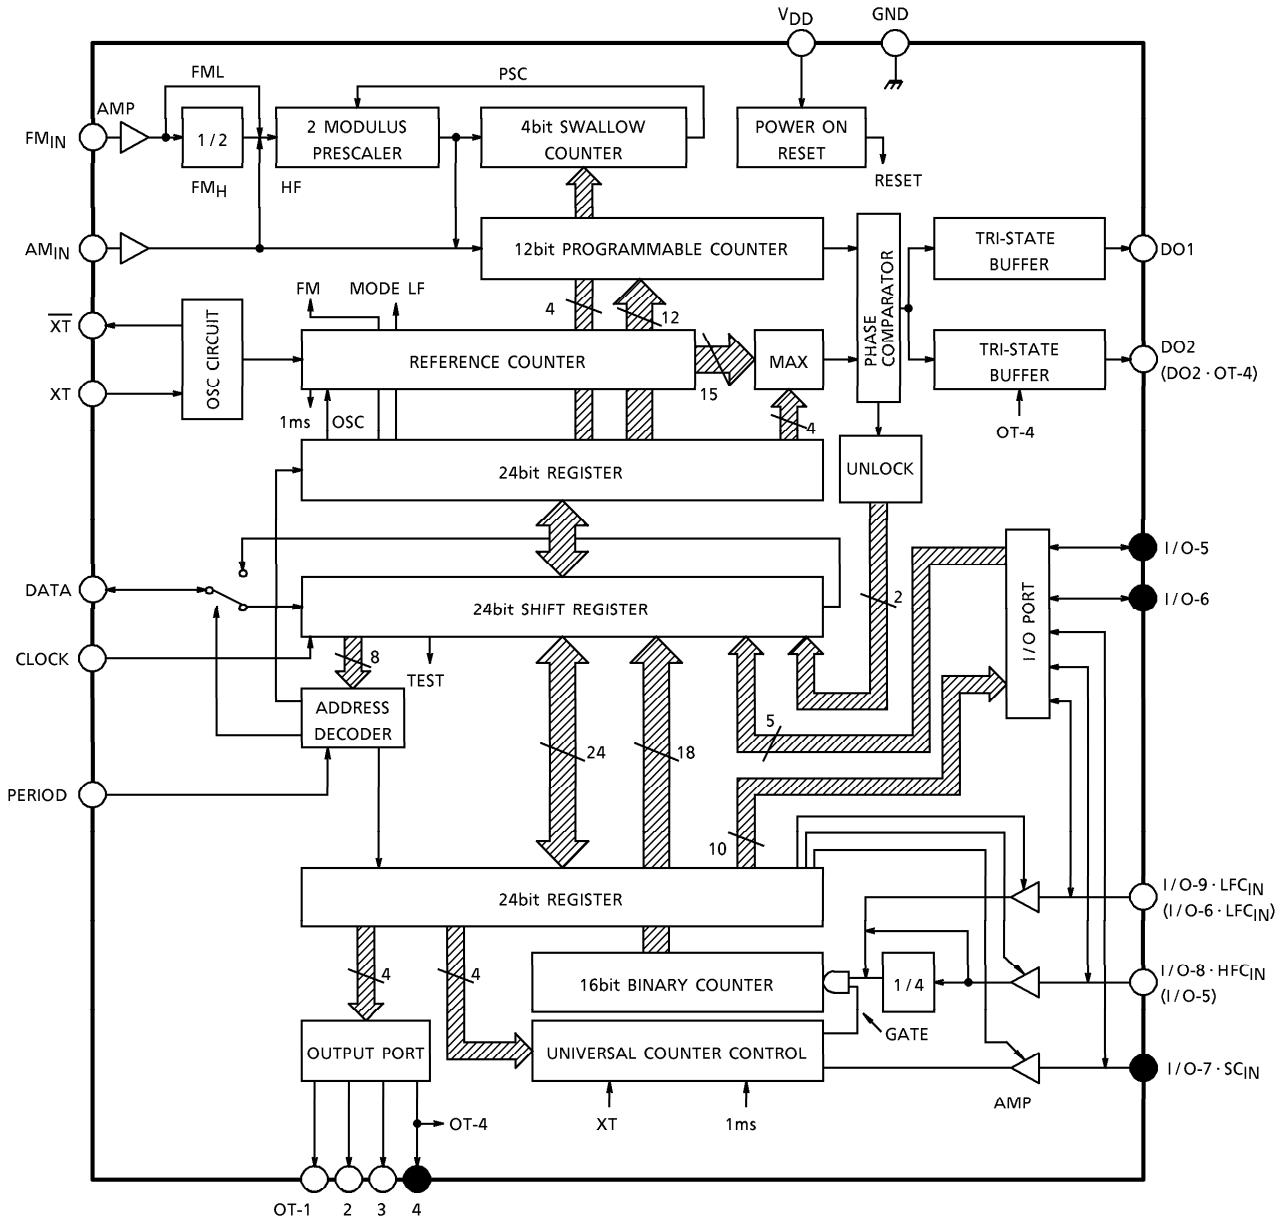 VDD
GND
FML
PSC
AMP
FMIN
1/2
2 MODULUS
PRESCALER
4bit SWALLOW
COUNTER
POWER ON
RESET
RESET
FMH
HF
AMIN
12bit PROGRAMMABLE COUNTER
PHASE
COMPARATOR
TRI-STATE
BUFFER
DO1
FM
MODE LF
4
12
XT
OSC CIRCUIT
REFERENCE COUNTER
15
MAX
TRI-STATE
BUFFER
DO2
(DO2·OT-4)
XT
1ms
OSC
4
OT-4
24bit REGISTER
UNLOCK
I/O-5
DATA
24bit SHIFT REGISTER
2
I/O PORT
I/O-6
CLOCK
8
TEST
ADDRESS
DECODER
5
24
18
PERIOD
10
24bit REGISTER
I/O-9·LFCIN
(I/O-6·LFCIN)
4
4
16bit BINARY COUNTER
1/4
I/O-8·HFCIN
(I/O-5)
GATE
OUTPUT PORT
UNIVERSAL COUNTER CONTROL
I/O-7·SCIN
AMP
OT-4
XT
1ms
OT-1
2
3
4